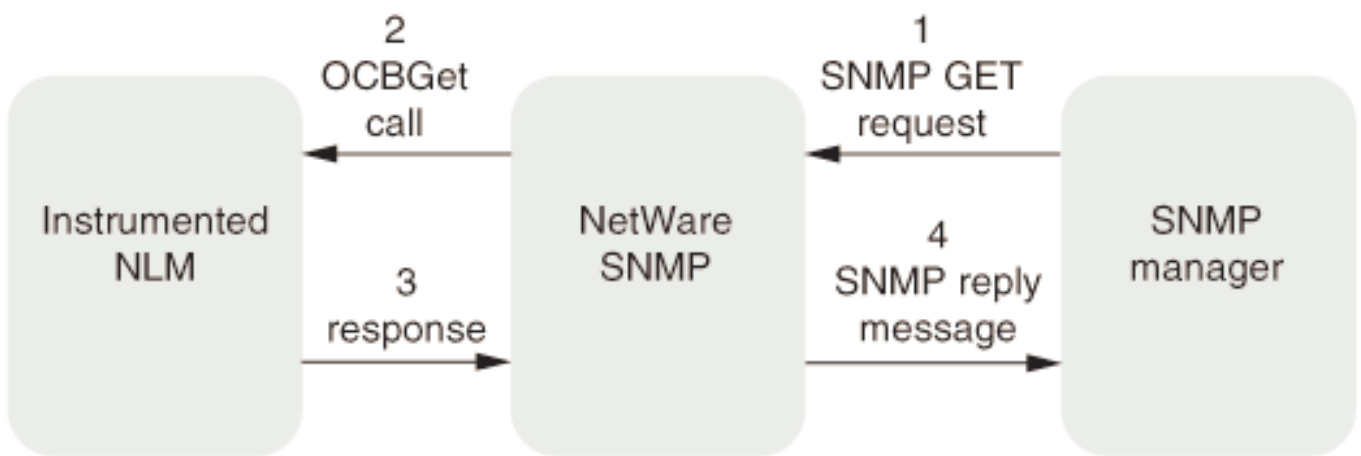 2
OCBGet
call
1
SNMP GET
request
Instrumented
NLM
NetWare
SNMP
SNMP
manager
3
response
4
SNMP reply
message